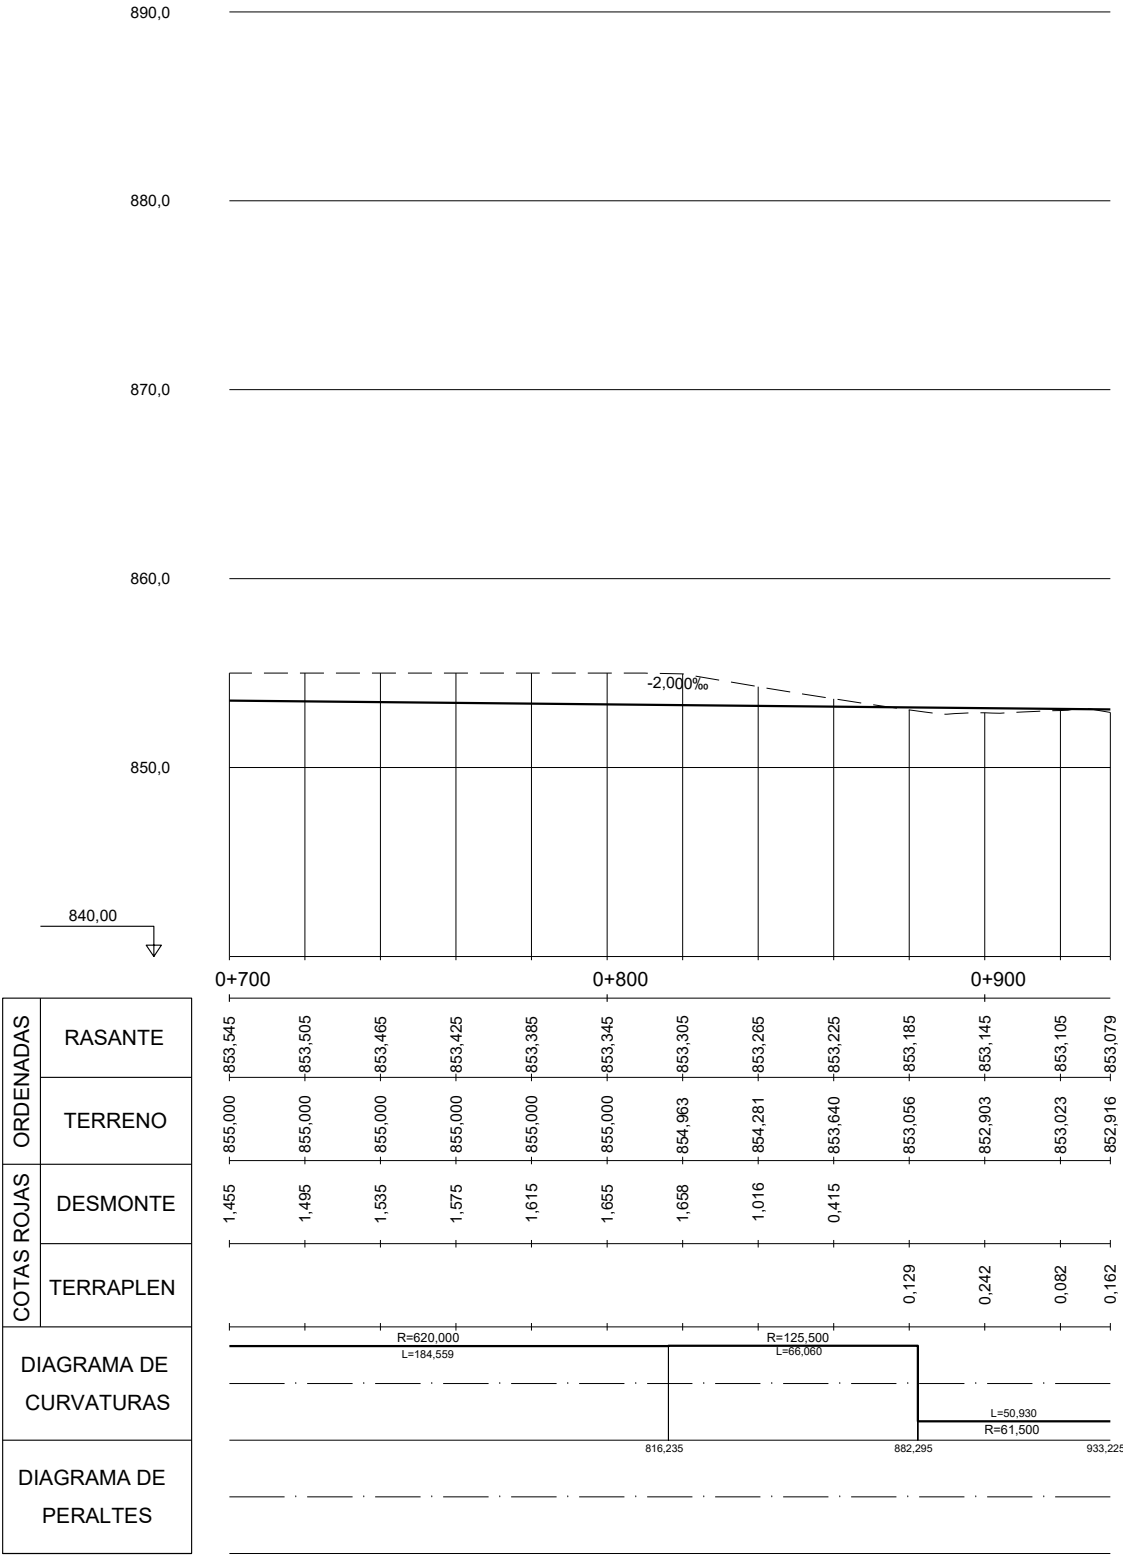 890,0
880,0
870,0
860,0
-2,000‰
850,0
840,00
0+700 0+800 0+900
ORDENADAS
RASANTE
853,545 853,505 853,465 853,425 853,385 853,345 853,305 853,265 853,225 853,185 853,145 853,105 853,079
TERRENO
855,000 855,000 855,000 855,000 855,000 855,000 854,963 854,281 853,640 853,056 852,903 853,023 852,916
COTAS ROJAS
DESMONTE
1,455 1,495 1,535 1,575 1,615 1,655 1,658 1,016 0,415
TERRAPLEN
0,129 0,242 0,082 0,162
DIAGRAMA DE
CURVATURAS
R=620,000 R=125,500
L=184,559 L=66,060
L=50,930
R=61,500
816,235 882,295 933,225
DIAGRAMA DE
PERALTES